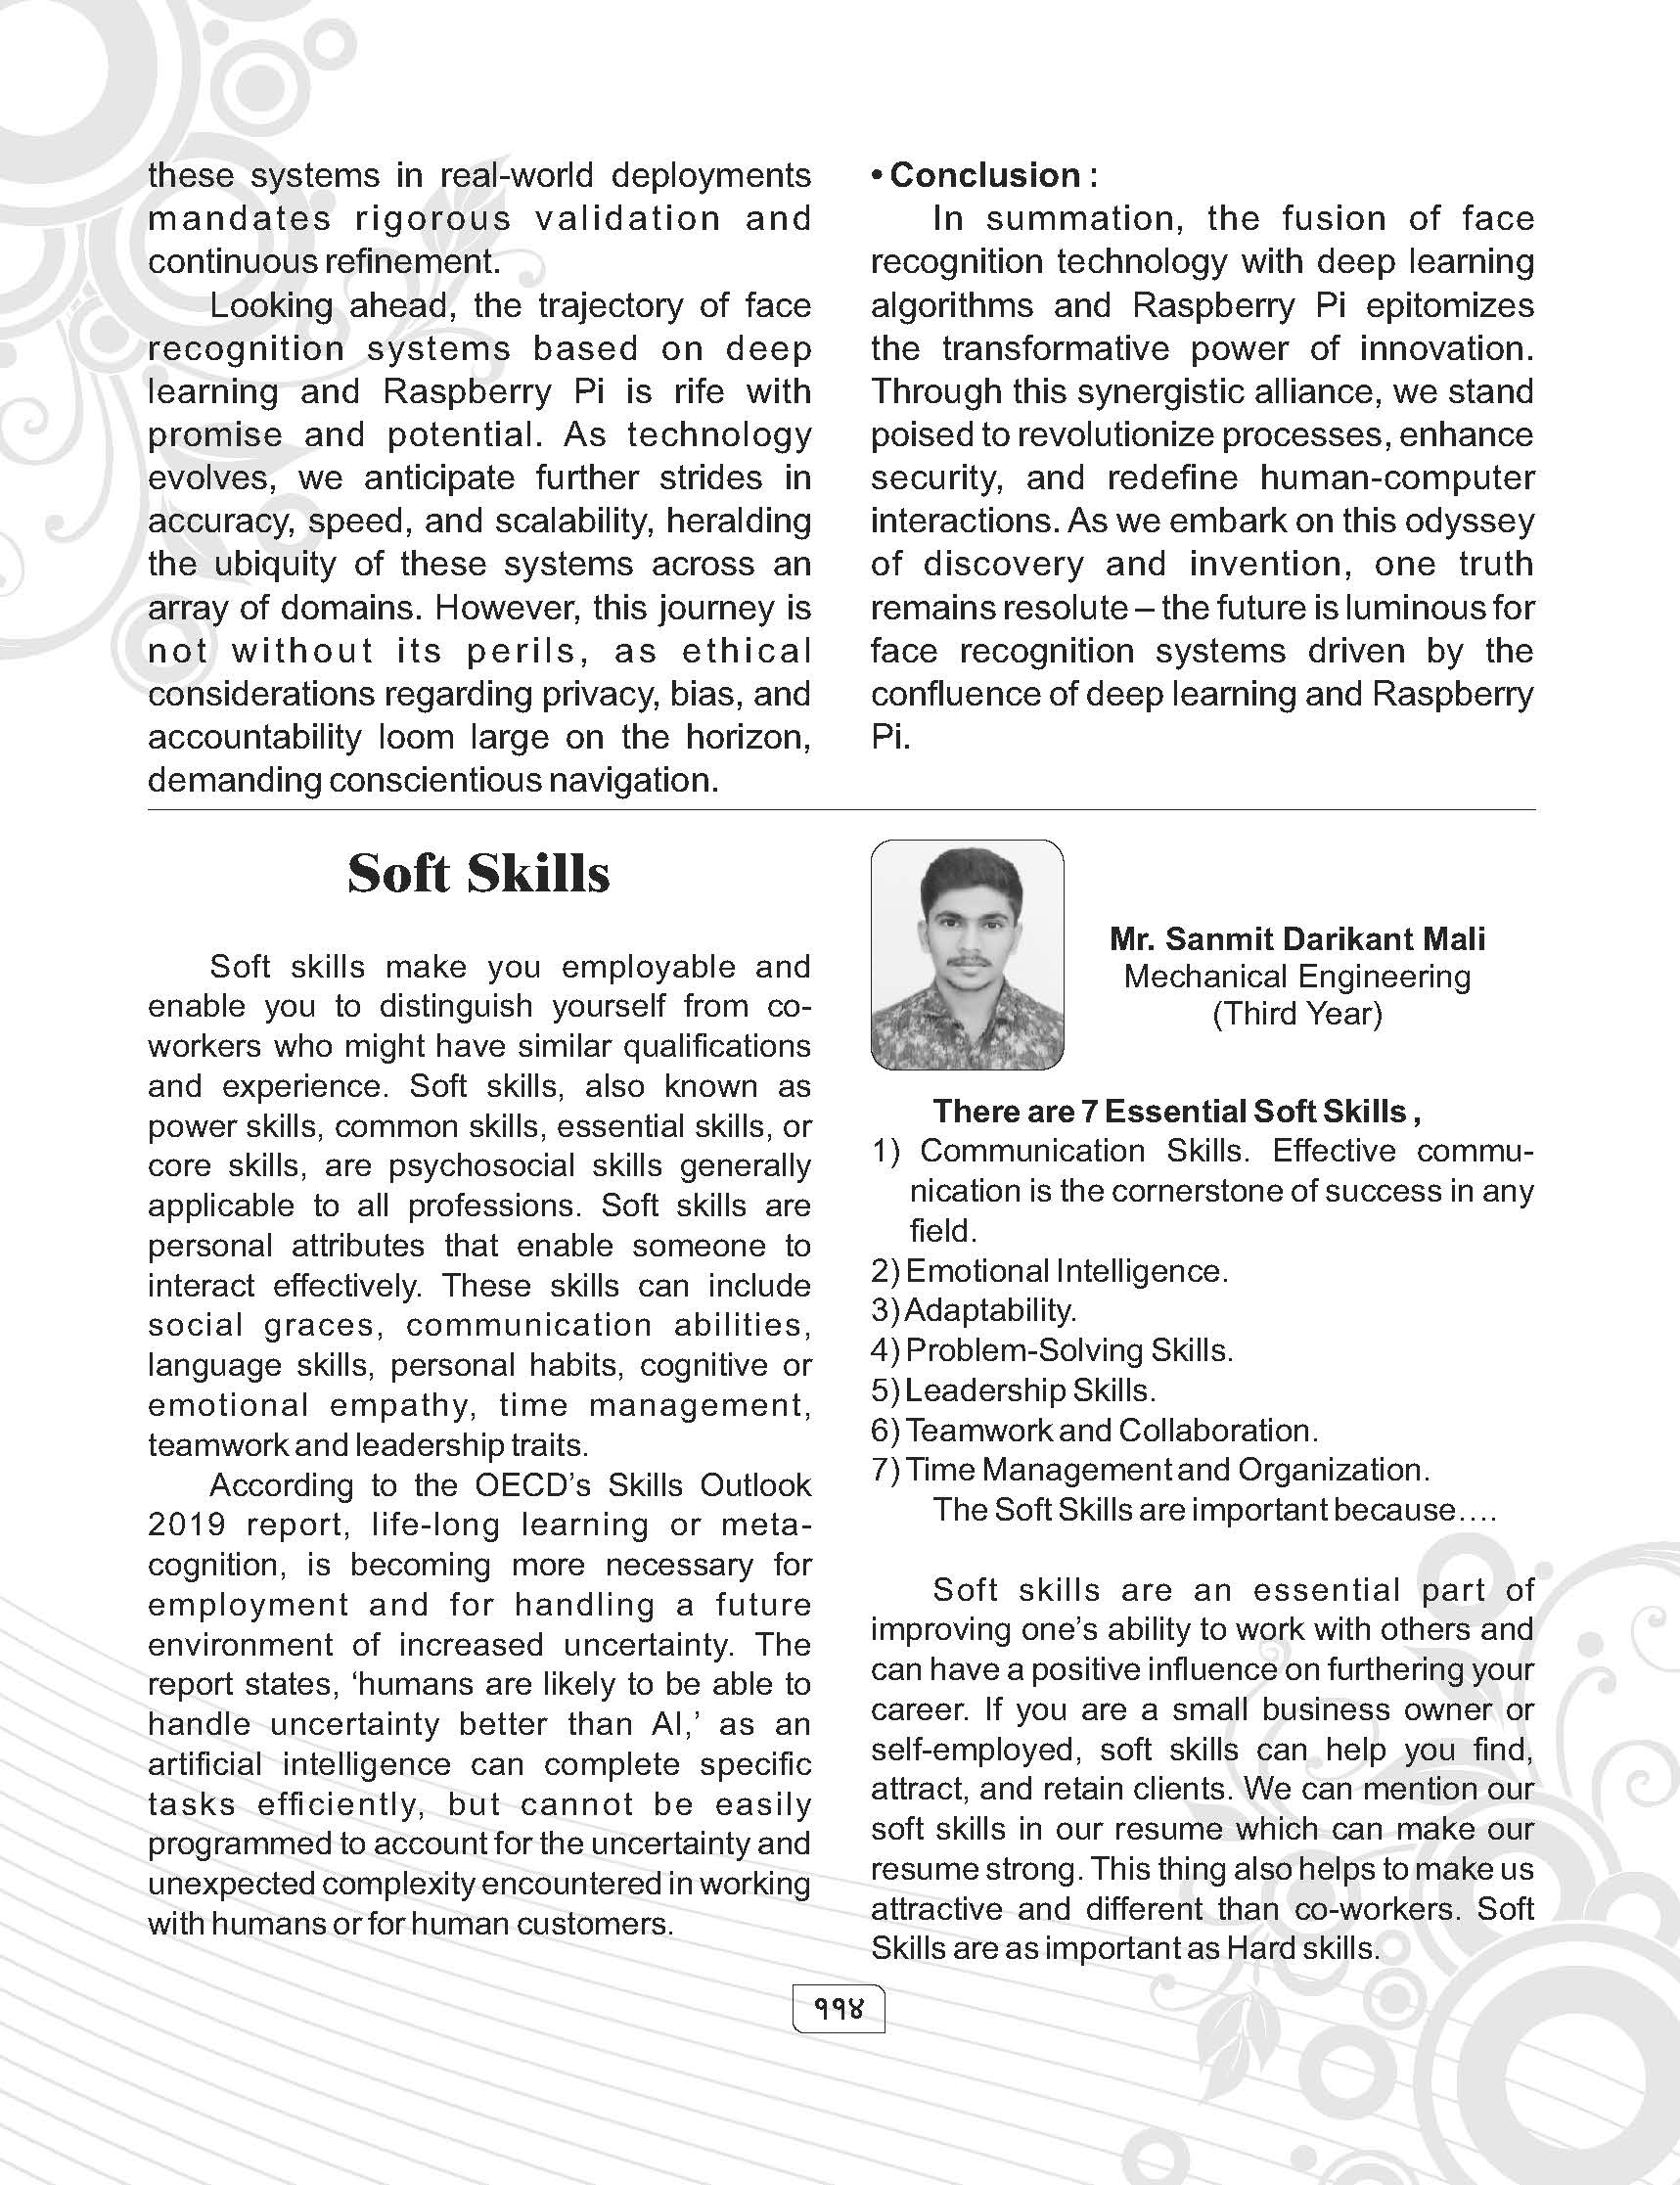 these systems in real-world deployments
mandates rigorous validation and
continuous refinement.
Looking ahead, the trajectory of face
recognition systems based on deep
learning and Raspberry Pi is rife with
promise and potential. As technology
evolves, we anticipate further strides in
accuracy, speed, and scalability, heralding
the ubiquity of these systems across an
array of domains. However, this journey is
not without its perils, as ethical
considerations regarding privacy, bias, and
accountability loom large on the horizon,
demanding conscientious navigation.
• Conclusion :
In summation, the fusion of face
recognition technology with deep learning
algorithms and Raspberry Pi epitomizes
the transformative power of innovation.
Through this synergistic alliance, we stand
poised to revolutionize processes, enhance
security, and redefine human-computer
interactions. As we embark on this odyssey
of discovery and invention, one truth
remains resolute – the future is luminous for
face recognition systems driven by the
confluence of deep learning and Raspberry
Pi.
Soft Skills
Soft skills make you employable and
enable you to distinguish yourself from co-
workers who might have similar qualifications
and experience. Soft skills, also known as
power skills, common skills, essential skills, or
core skills, are psychosocial skills generally
applicable to all professions. Soft skills are
personal attributes that enable someone to
interact effectively. These skills can include
social graces, communication abilities,
language skills, personal habits, cognitive or
emotional empathy, time management,
teamwork and leadership traits.
According to the OECD’s Skills Outlook
2019 report, life-long learning or meta-
cognition, is becoming more necessary for
employment and for handling a future
environment of increased uncertainty. The
report states, ‘humans are likely to be able to
handle uncertainty better than AI,’ as an
artificial intelligence can complete specific
tasks efficiently, but cannot be easily
programmed to account for the uncertainty and
unexpected complexity encountered in working
with humans or for human customers.
Mr. Sanmit Darikant Mali
Mechanical Engineering
(Third Year)
There are 7 Essential Soft Skills ,
1) Communication Skills. Effective commu-
nication is the cornerstone of success in any
field.
2) Emotional Intelligence.
3) Adaptability.
4) Problem-Solving Skills.
5) Leadership Skills.
6) Teamwork and Collaboration.
7) Time Management and Organization.
The Soft Skills are important because….
Soft skills are an essential part of
improving one’s ability to work with others and
can have a positive influence on furthering your
career. If you are a small business owner or
self-employed, soft skills can help you find,
attract, and retain clients. We can mention our
soft skills in our resume which can make our
resume strong. This thing also helps to make us
attractive and different than co-workers. Soft
Skills are as important as Hard skills.
११४